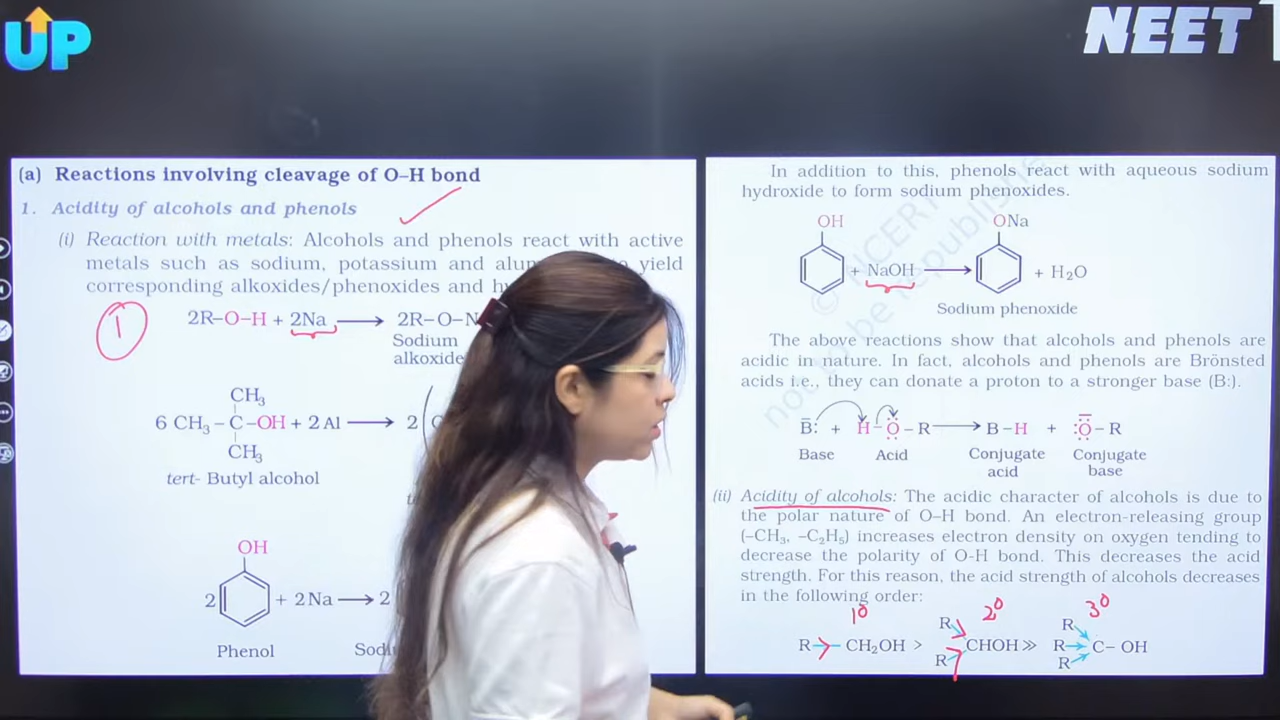 UP
NEET
(a) Reactions involving cleavage of O–H bond
1. Acidity of alcohols and phenols
(i) Reaction with metals: Alcohols and phenols react with active
metals such as sodium, potassium and yield
corresponding alkoxides/phenoxides and
1
2R–O–H + 2Na ⟶ 2R–O–N
Sodium
alkoxide
CH₃
6 CH₃–C–OH + 2 Al ⟶ 2
CH₃
tert- Butyl alcohol
OH
2 + 2Na ⟶ 2
Phenol
In addition to this, phenols react with aqueous sodium
hydroxide to form sodium phenoxides.
OH ONa
+ NaOH ⟶ + H₂O
Sodium phenoxide
The above reactions show that alcohols and phenols are
acidic in nature. In fact, alcohols and phenols are Brönsted
acids i.e., they can donate a proton to a stronger base (B:).
B̄: + H–Ö–R ⟶ B–H + :Ö–R
Base Acid Conjugate Conjugate
acid base
(ii) Acidity of alcohols: The acidic character of alcohols is due to
the polar nature of O–H bond. An electron-releasing group
(–CH₃, –C₂H₅) increases electron density on oxygen tending to
decrease the polarity of O-H bond. This decreases the acid
strength. For this reason, the acid strength of alcohols decreases
in the following order:
1° 2° 3°
R R
R CH₂OH > CHOH >> R C– OH
R R
© NCERT
not be republished